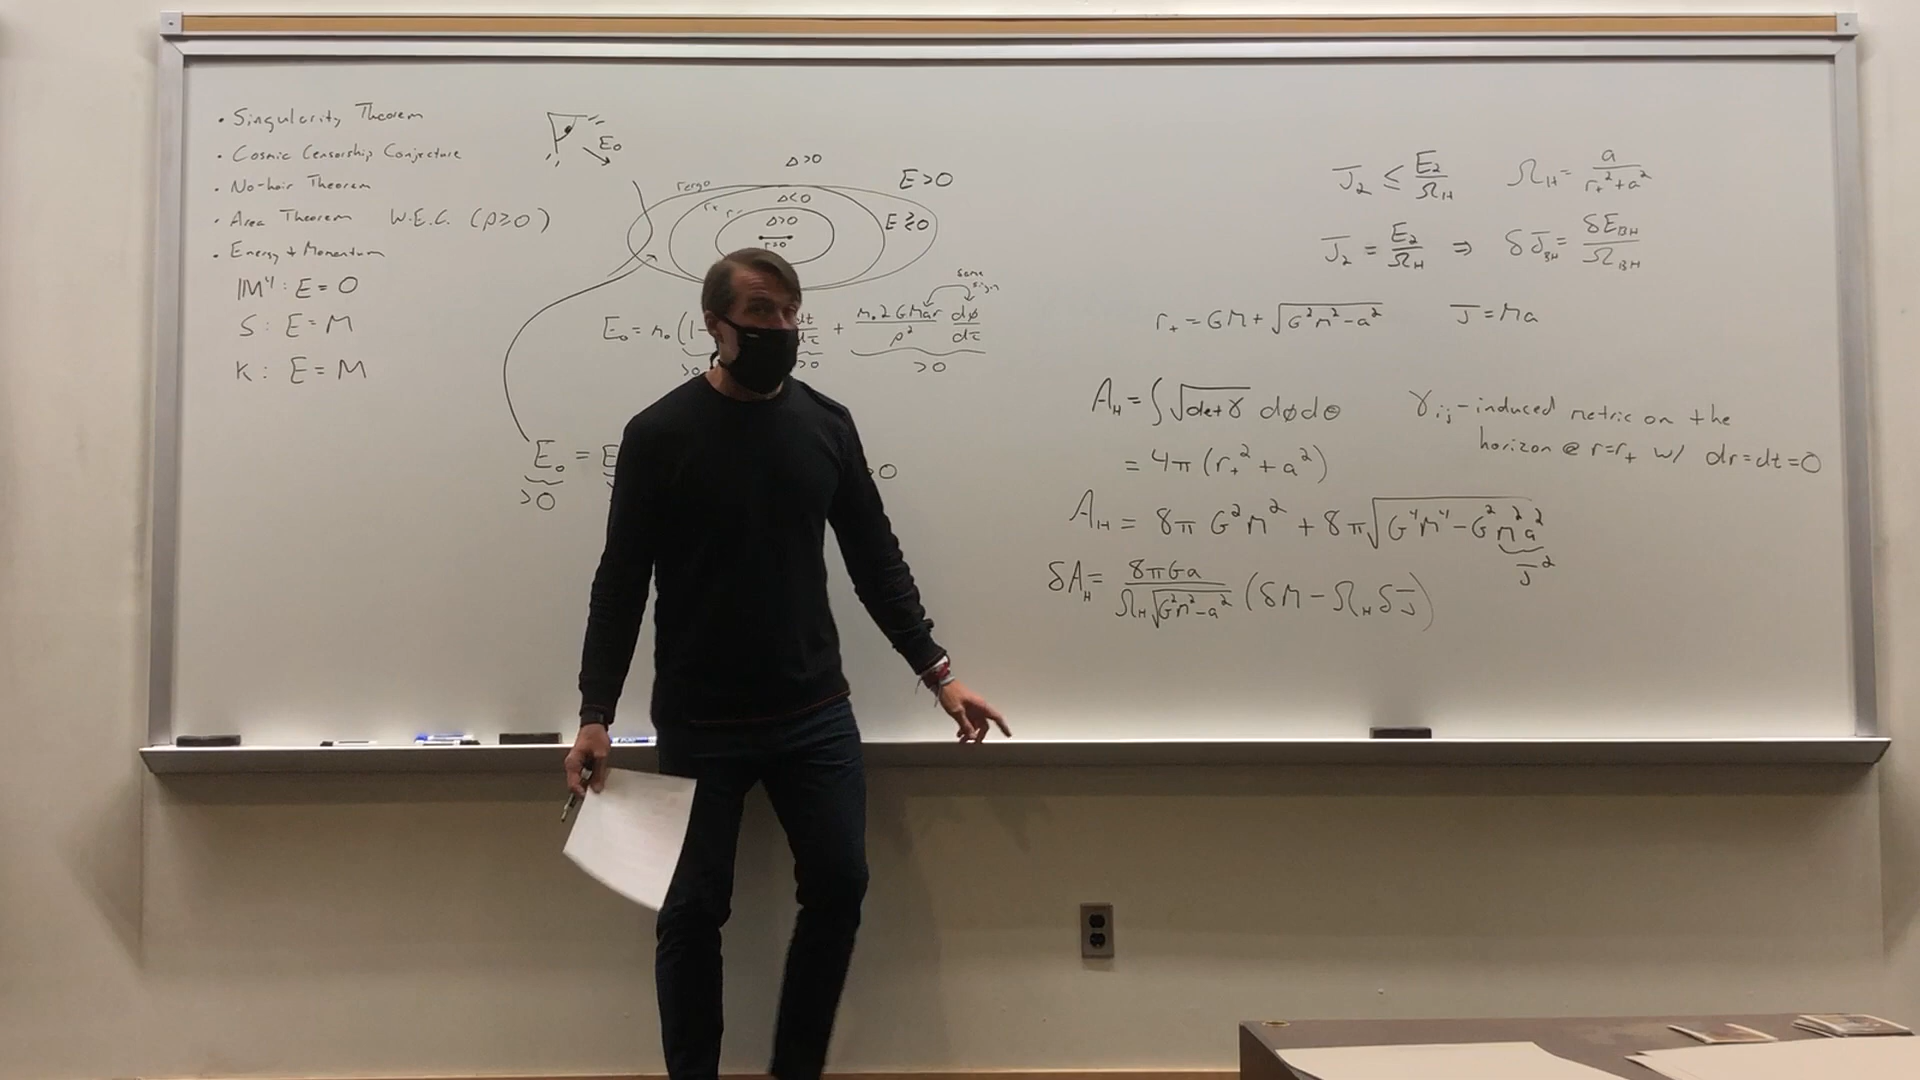 • Singularity Theorem
• Cosmic Censorship Conjecture
• No-hair Theorem
• Area Theorem W.E.C. (ρ≥0)
• Energy + Momentum
IM⁴: E = 0
S: E = M
K: E = M
E₀
Δ>0
r_ergo
E>0
Δ<0
r₊
r₋
Δ>0
E ≷ 0
r=0
same sign
E₀ = m₀ (1- dt/dτ + m₀2GMar/ρ² dφ/dτ
>0 >0 >0
E₀ = E >0
>0
J₂ ≤ E₂/Ω_H Ω_H = a/(r₊²+a²)
J₂ = E₂/Ω_H ⇒ δJ_BH = δE_BH/Ω_BH
r₊ = GM + √(G²M²-a²) J = Ma
A_H = ∫√(det γ) dφdθ γ_ij - induced metric on the
horizon @ r=r₊ w/ dr=dt=0
= 4π (r₊² + a²)
A_H = 8π G²M² + 8π√(G⁴M⁴ - G²M²a²)
J²
δA_H = 8πGa/(Ω_H√(G²M²-a²)) (δM - Ω_H δJ)